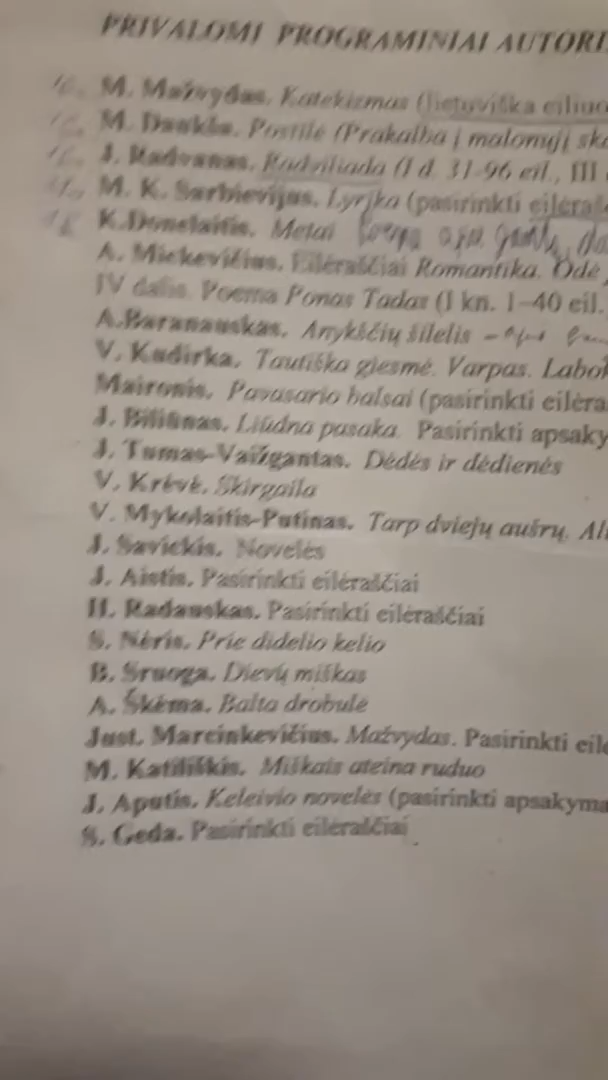 PRIVALOMI PROGRAMINIAI AUTORI
M. Mažvydas. Katekizmas (lietuviška eiliuo
M. Daukša. Postilė (Prakalba į malonųjį ska
J. Radvanas. Radviliada (I d. 31-96 eil., III
M. K. Sarbievijus. Lyrika (pasirinkti eilėraš
K.Donelaitis. Metai
A. Mickevičius. Eilėraščiai Romantika. Odė
IV dalis. Poema Ponas Tadas (I kn. 1-40 eil.
A.Baranauskas. Anykščių šilelis
V. Kudirka. Tautiška giesmė. Varpas. Labo
Maironis. Pavasario balsai (pasirinkti eilėra
J. Biliūnas. Liūdna pasaka. Pasirinkti apsaky
J. Tumas-Vaižgantas. Dėdės ir dėdienės
V. Krėvė. Skirgaila
V. Mykolaitis-Putinas. Tarp dviejų aušrų. Al
J. Savickis. Novelės
J. Aistis. Pasirinkti eilėraščiai
H. Radauskas. Pasirinkti eilėraščiai
S. Nėris. Prie didelio kelio
B. Sruoga. Dievų miškas
A. Škėma. Balta drobulė
Just. Marcinkevičius. Mažvydas. Pasirinkti eilė
M. Katiliškis. Miškais ateina ruduo
J. Aputis. Keleivio novelės (pasirinkti apsakyma
S. Geda. Pasirinkti eilėraščiai